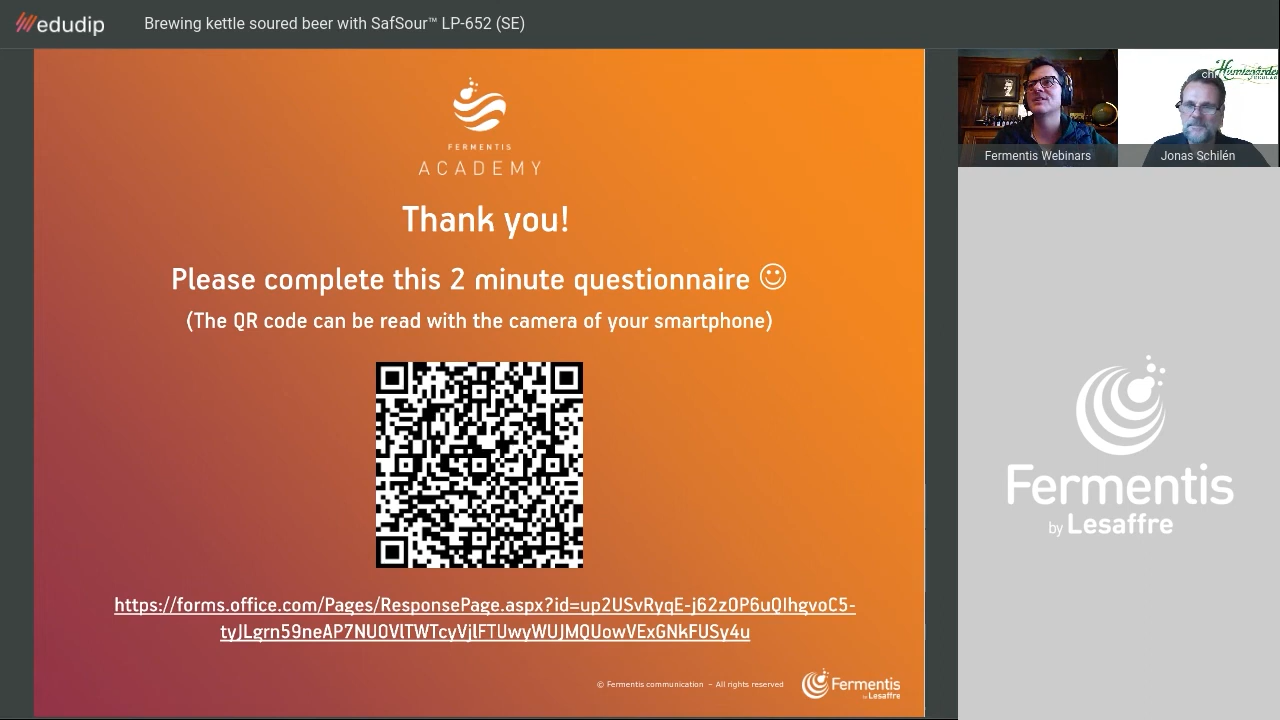 edudip
Brewing kettle soured beer with SafSour™ LP-652 (SE)
FERMENTIS
ACADEMY
Thank you!
Please complete this 2 minute questionnaire ☺
(The QR code can be read with the camera of your smartphone)
https://forms.office.com/Pages/ResponsePage.aspx?id=up2USvRyqE-j62zOP6uQIhgvoC5-
tyJLgrn59neAP7NUOVlTWTcyVjlFTUwyWUJMQUowVExGNkFUSy4u
© Fermentis communication – All rights reserved
Fermentis
by Lesaffre
Fermentis Webinars
Jonas Schilén
Fermentis
by Lesaffre